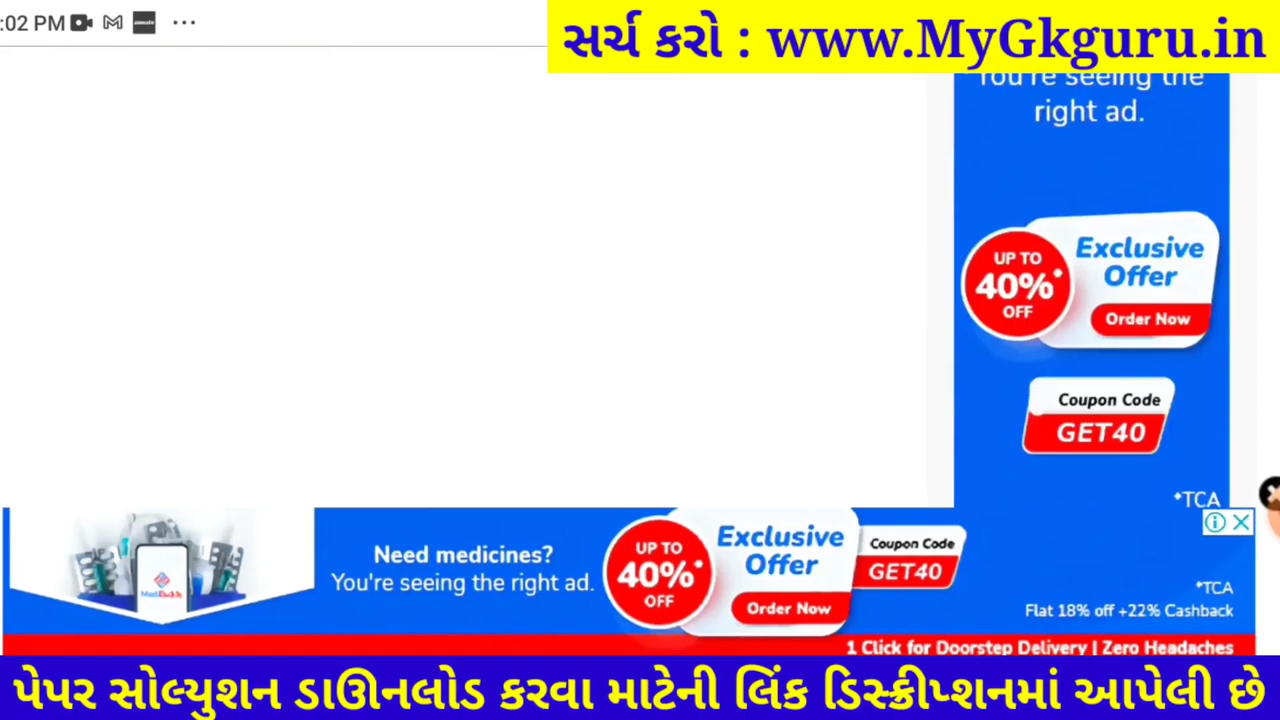 :02 PM
સર્ચ કરો : www.MyGkguru.in
You're seeing the
right ad.
UP TO
40%*
OFF
Exclusive
Offer
Order Now
Coupon Code
GET40
*TCA
Need medicines?
You're seeing the right ad.
UP TO
40%*
OFF
Exclusive
Offer
Order Now
Coupon Code
GET40
*TCA
Flat 18% off +22% Cashback
1 Click for Doorstep Delivery | Zero Headaches
પેપર સોલ્યુશન ડાઊનલોડ કરવા માટેની લિંક ડિસ્ક્રીપ્શનમાં આપેલી છે